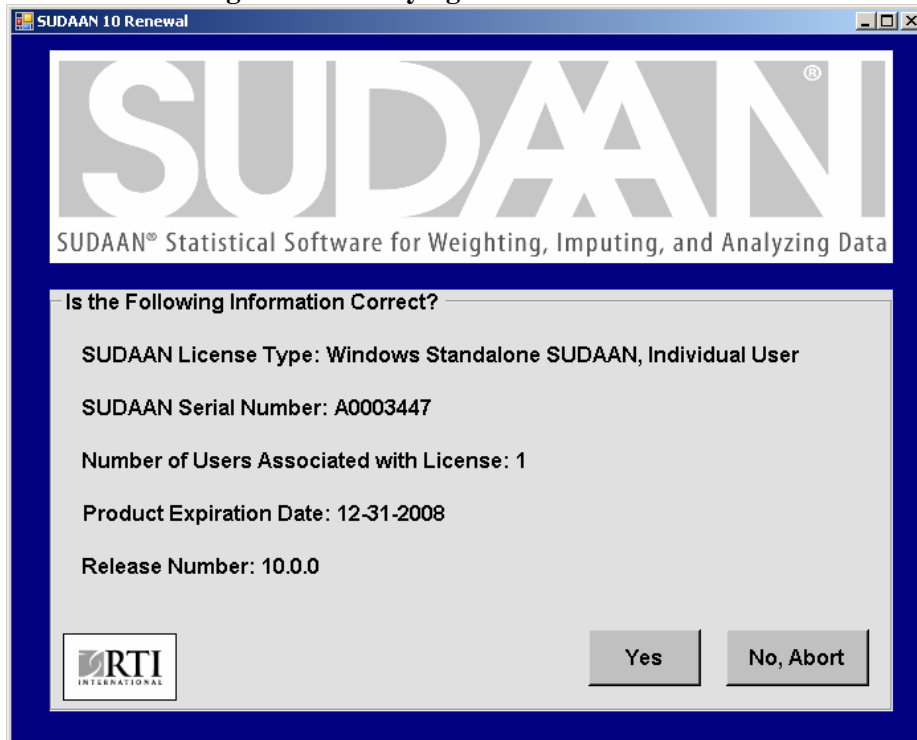 SUDAAN 10 Renewal
SUDAAN®
SUDAAN® Statistical Software for Weighting, Imputing, and Analyzing Data
Is the Following Information Correct?
SUDAAN License Type: Windows Standalone SUDAAN, Individual User
SUDAAN Serial Number: A0003447
Number of Users Associated with License: 1
Product Expiration Date: 12-31-2008
Release Number: 10.0.0
RTI
INTERNATIONAL
Yes
No, Abort